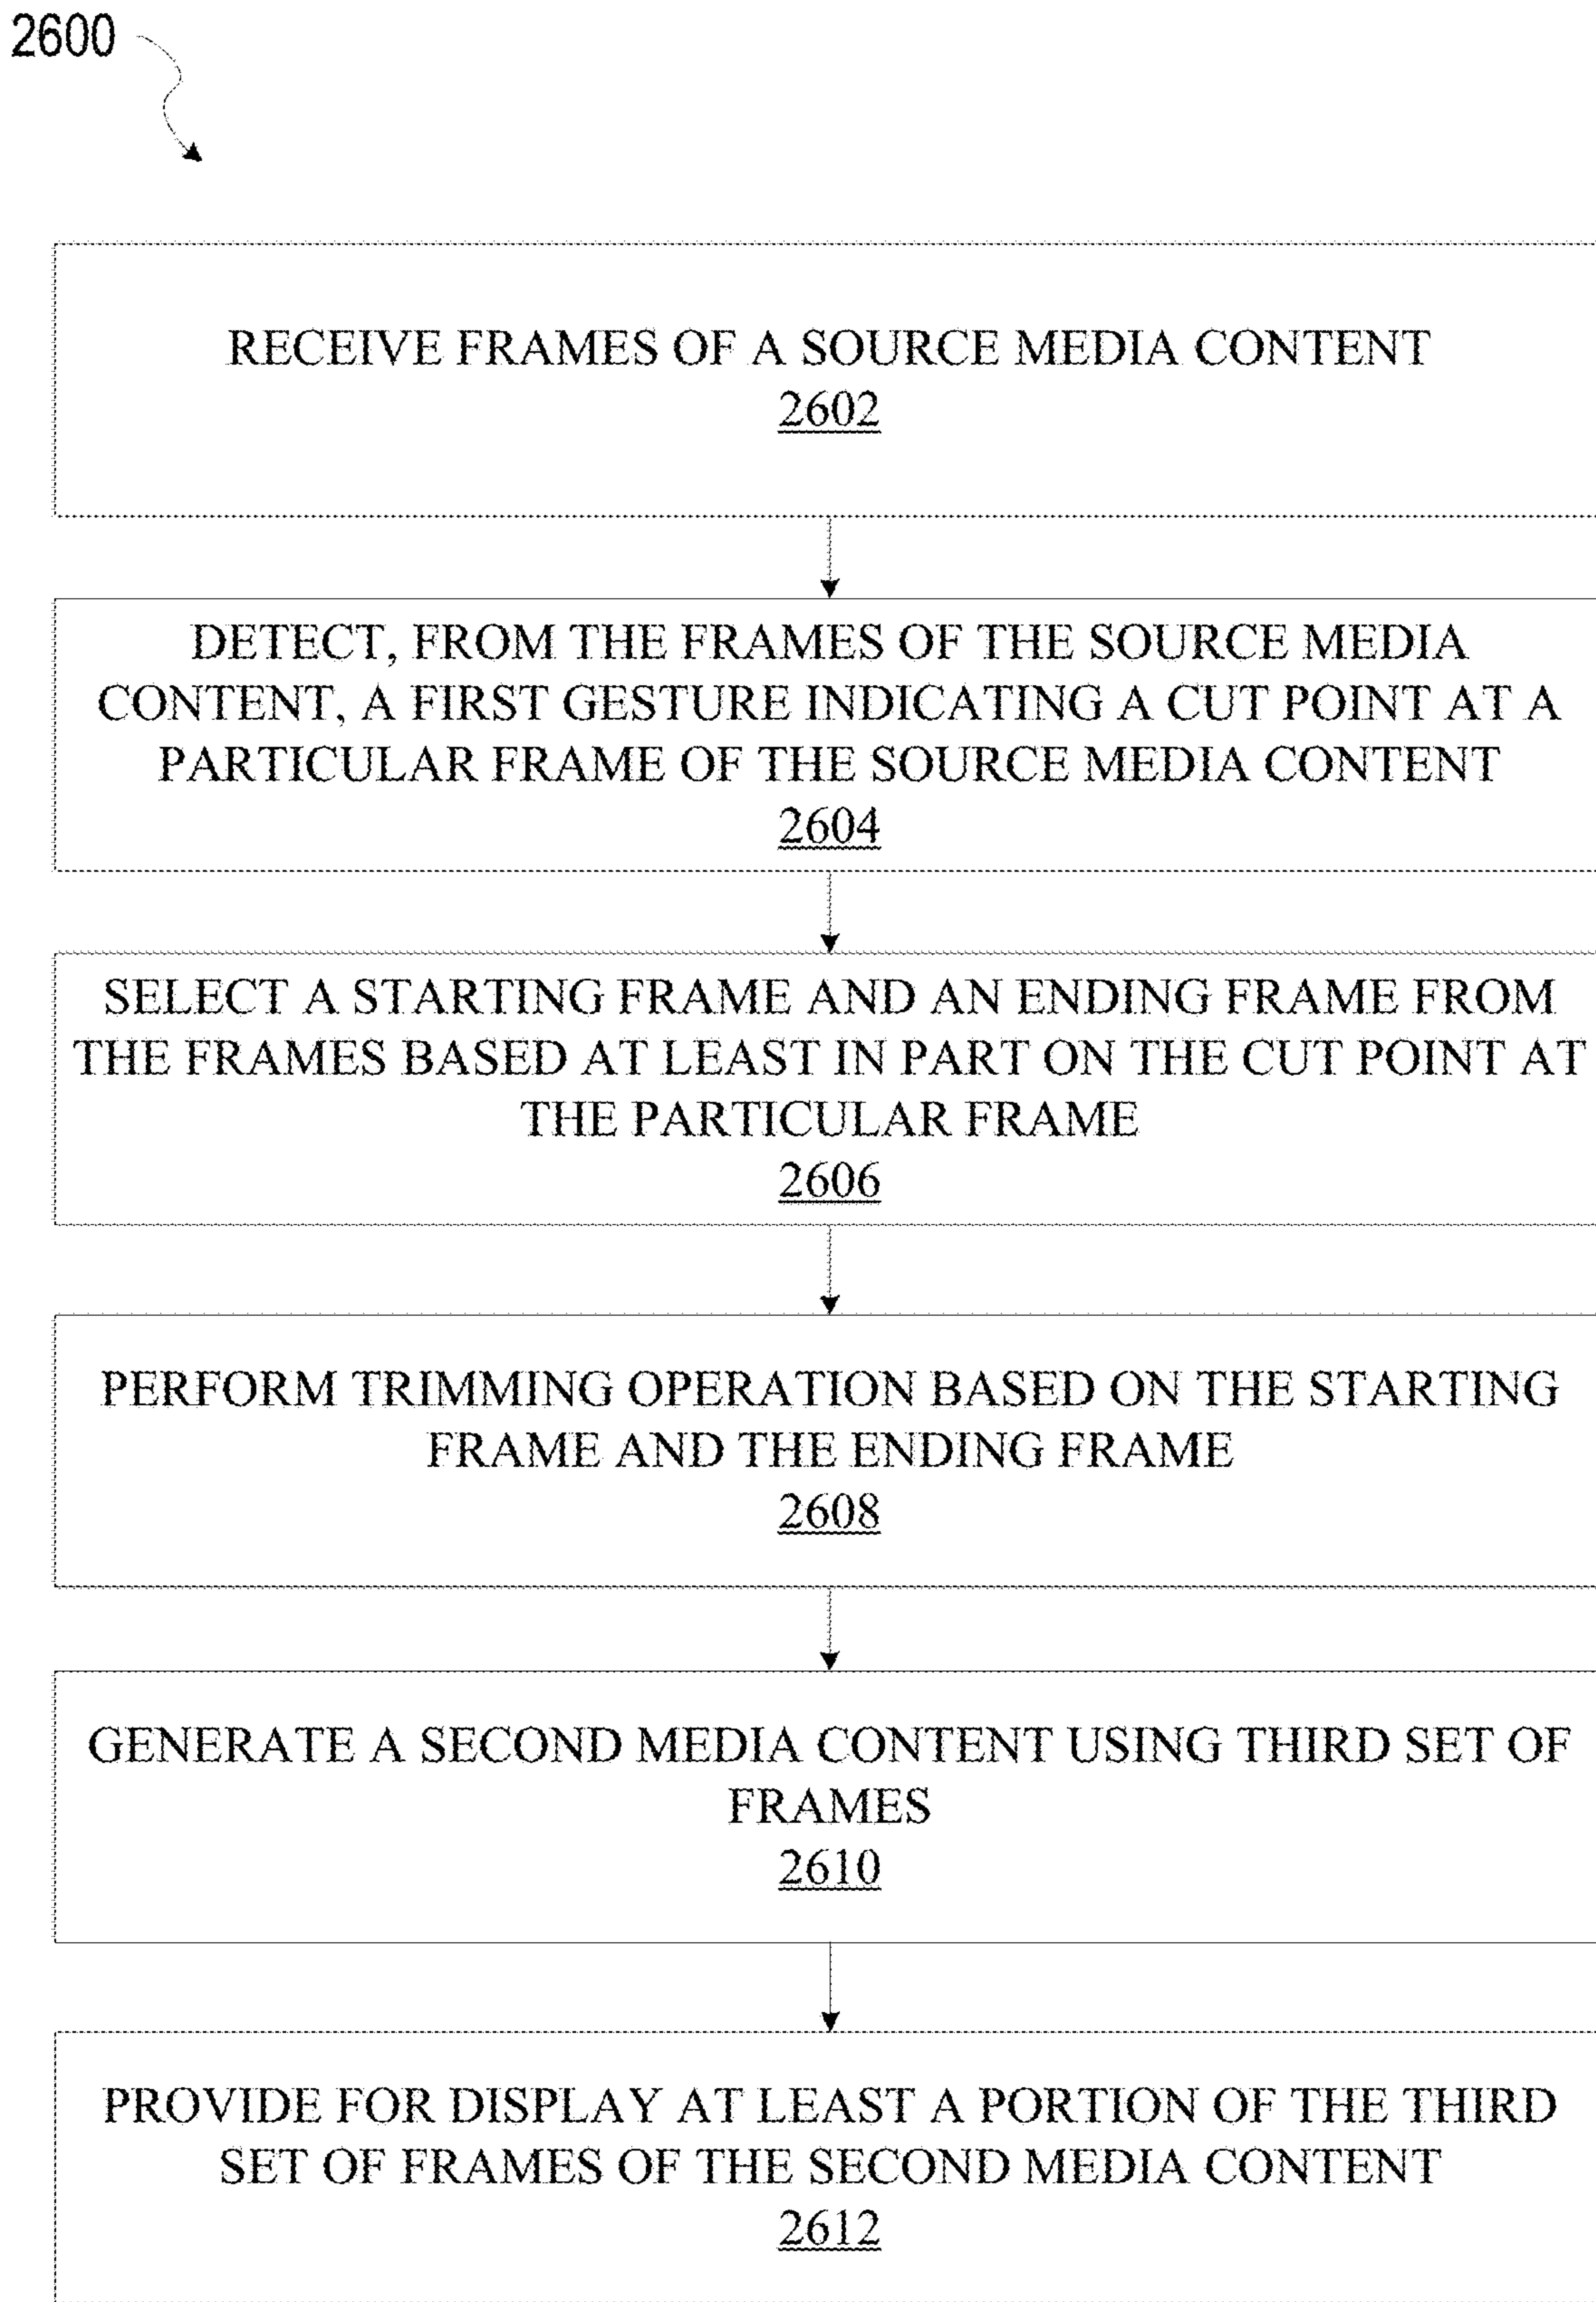 2600
RECEIVE FRAMES OF A SOURCE MEDIA CONTENT
2602
DETECT, FROM THE FRAMES OF THE SOURCE MEDIA
CONTENT, A FIRST GESTURE INDICATING A CUT POINT AT A
PARTICULAR FRAME OF THE SOURCE MEDIA CONTENT
2604
SELECT A STARTING FRAME AND AN ENDING FRAME FROM
THE FRAMES BASED AT LEAST IN PART ON THE CUT POINT AT
THE PARTICULAR FRAME
2606
PERFORM TRIMMING OPERATION BASED ON THE STARTING
FRAME AND THE ENDING FRAME
2608
GENERATE A SECOND MEDIA CONTENT USING THIRD SET OF
FRAMES
2610
PROVIDE FOR DISPLAY AT LEAST A PORTION OF THE THIRD
SET OF FRAMES OF THE SECOND MEDIA CONTENT
2612